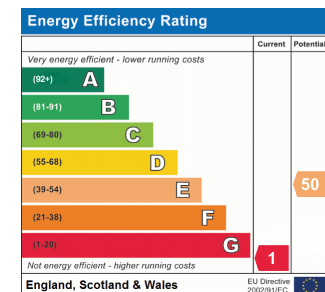 Energy Efficiency Rating
Current Potential
Very energy efficient - lower running costs
(92+) A
(81-91) B
(69-80) C
(55-68) D
(39-54) E
50
(21-38) F
(1-20) G
1
Not energy efficient - higher running costs
England, Scotland & Wales
EU Directive
2002/91/EC